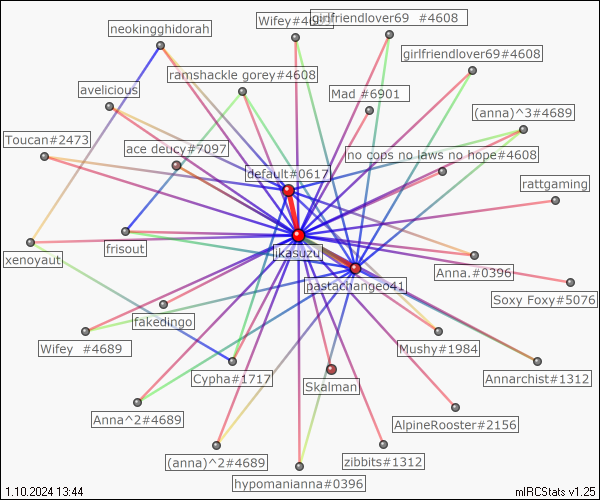 Wifey#4689
girlfriendlover69 #4608
neokingghidorah
girlfriendlover69#4608
ramshackle gorey#4608
avelicious
Mad #6901
(anna)^3#4689
Toucan#2473
ace deucy#7097
no cops no laws no hope#4608
default#0617
rattgaming
frisout
ikasuzu
xenoyaut
Anna.#0396
pastachangeo41
Soxy Foxy#5076
fakedingo
Wifey #4689
Mushy#1984
Cypha#1717
Skalman
Annarchist#1312
Anna^2#4689
AlpineRooster#2156
(anna)^2#4689
zibbits#1312
hypomanianna#0396
1.10.2024 13:44
mIRCStats v1.25